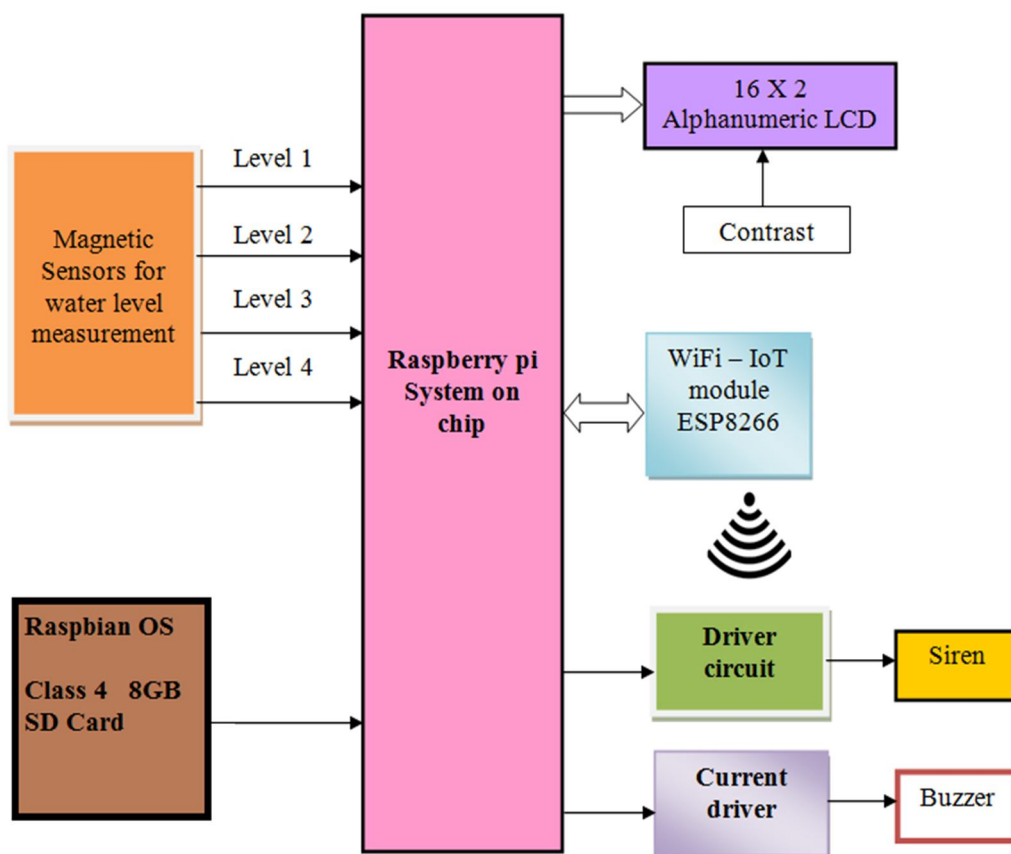 16 X 2
Alphanumeric LCD
Contrast
Level 1
Level 2
Level 3
Level 4
Magnetic
Sensors for
water level
measurement
Raspberry pi
System on
chip
WiFi – IoT
module
ESP8266
Raspbian OS
Class 4 8GB
SD Card
Driver
circuit
Siren
Current
driver
Buzzer